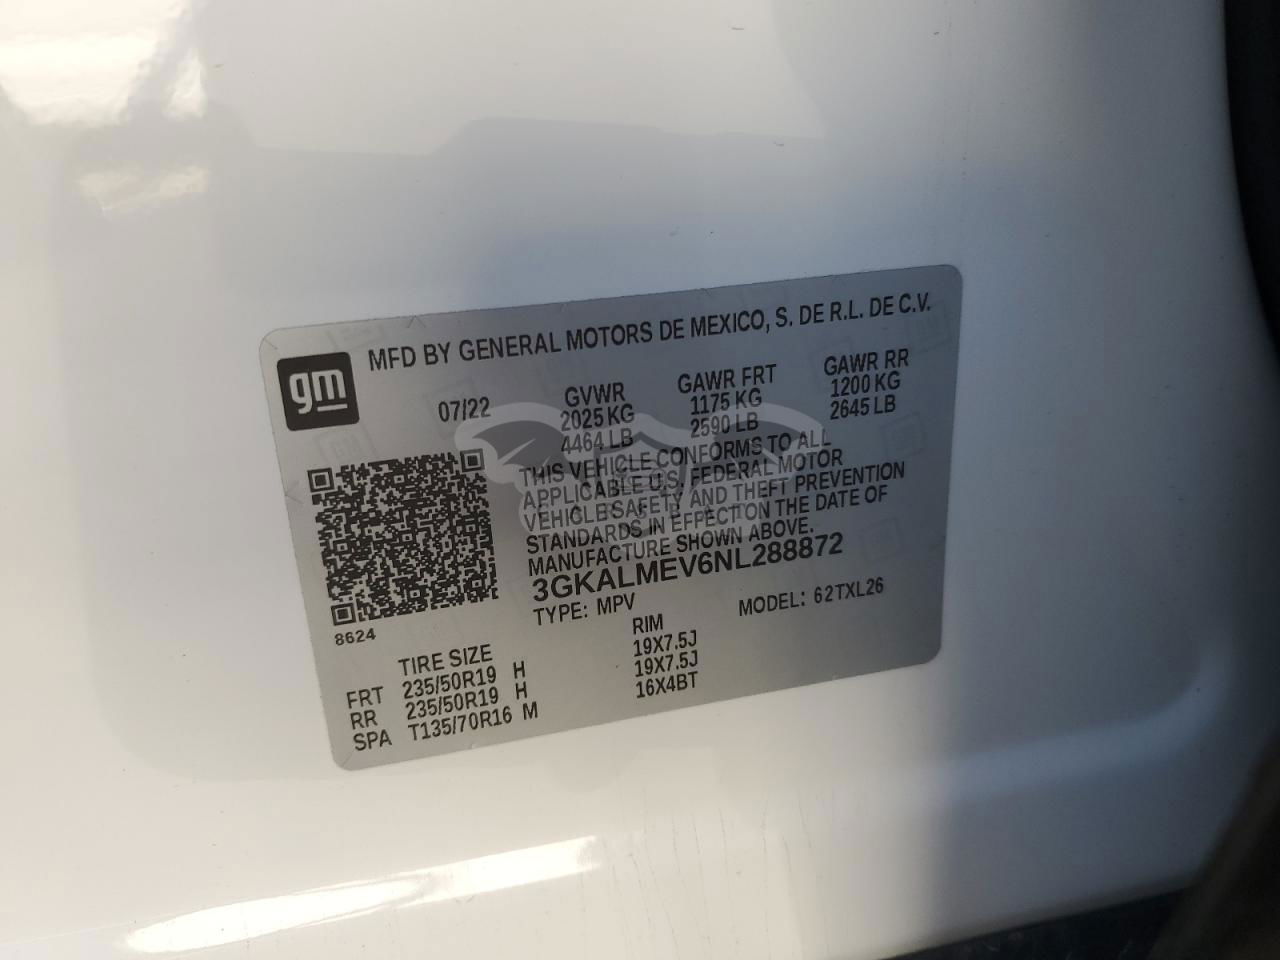 MFD BY GENERAL MOTORS DE MEXICO, S. DE R.L. DE C.V.
gm
07/22
GVWR
2025 KG
4464 LB
GAWR FRT
1175 KG
2590 LB
GAWR RR
1200 KG
2645 LB
THIS VEHICLE CONFORMS TO ALL
APPLICABLE U.S. FEDERAL MOTOR
VEHICLE SAFETY AND THEFT PREVENTION
STANDARDS IN EFFECT ON THE DATE OF
MANUFACTURE SHOWN ABOVE.
3GKALMEV6NL288872
TYPE: MPV
MODEL: 62TXL26
8624
TIRE SIZE RIM
FRT 235/50R19 H 19X7.5J
RR 235/50R19 H 19X7.5J
SPA T135/70R16 M 16X4BT